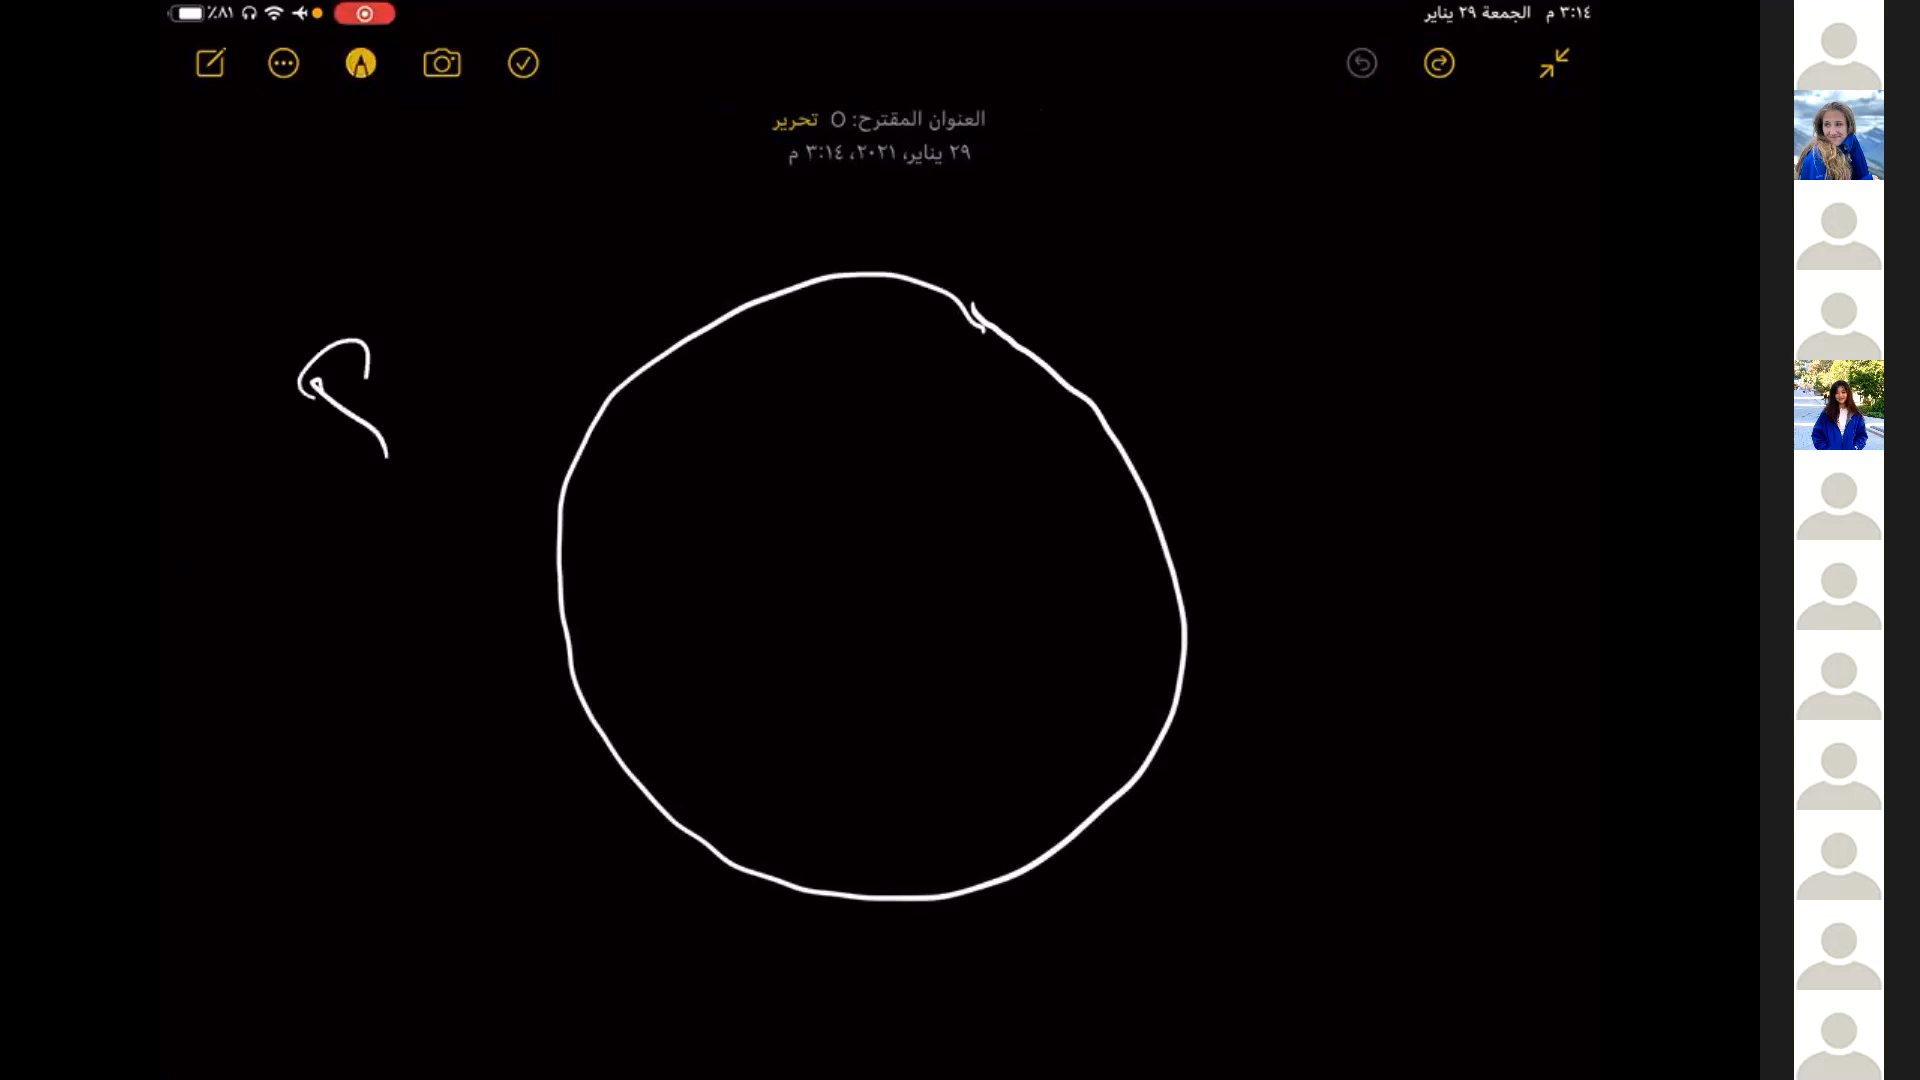 ٣:١٤ م الجمعة ٢٩ يناير
٪٨١
العنوان المقترح: O تحرير
٢٩ يناير، ٢٠٢١، ٣:١٤ م